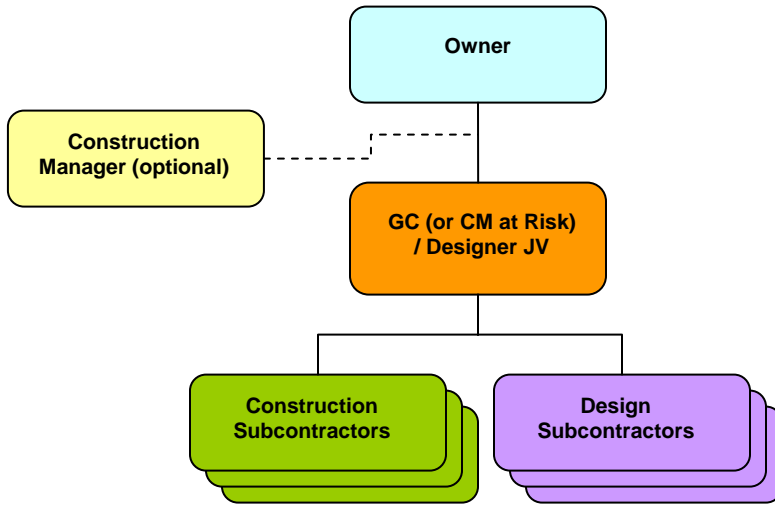 Owner
Construction
Manager (optional)
GC (or CM at Risk)
/ Designer JV
Construction
Subcontractors
Design
Subcontractors